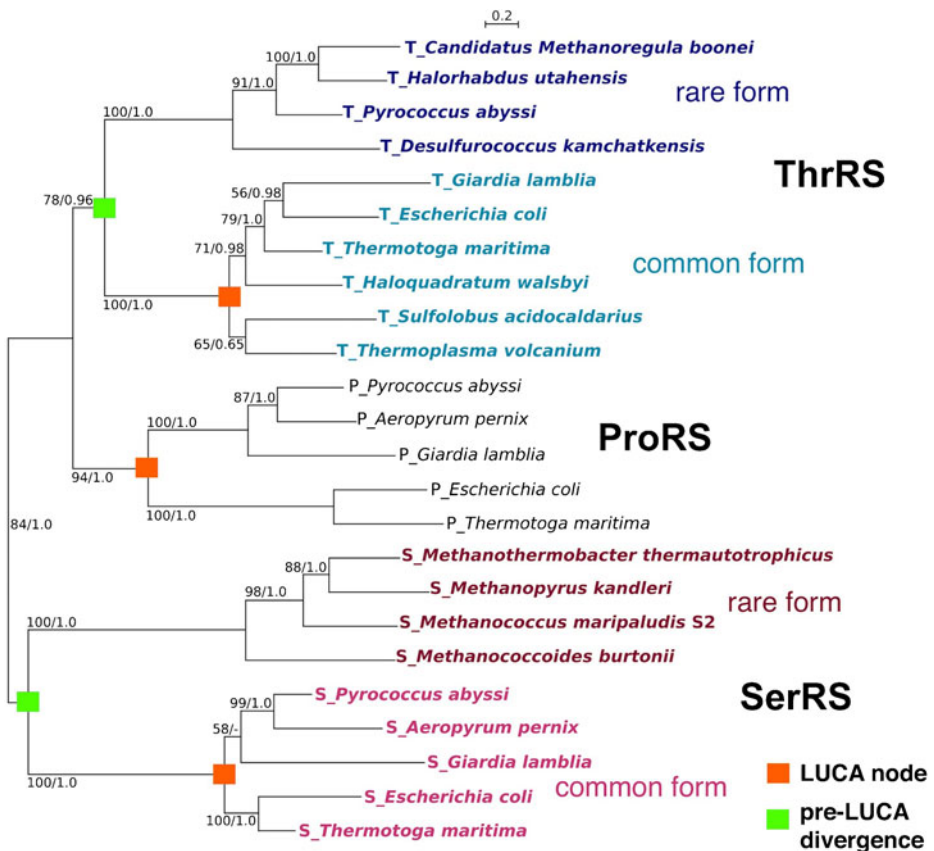 0.2
100/1.0
T_Candidatus Methanoregula boonei
91/1.0
T_Halorhabdus utahensis
rare form
100/1.0
T_Pyrococcus abyssi
T_Desulfurococcus kamchatkensis
ThrRS
78/0.96
56/0.98
T_Giardia lamblia
79/1.0
T_Escherichia coli
71/0.98
T_Thermotoga maritima
common form
100/1.0
T_Haloquadratum walsbyi
T_Sulfolobus acidocaldarius
65/0.65
T_Thermoplasma volcanium
87/1.0
P_Pyrococcus abyssi
100/1.0
P_Aeropyrum pernix
ProRS
P_Giardia lamblia
94/1.0
P_Escherichia coli
100/1.0
P_Thermotoga maritima
84/1.0
88/1.0
S_Methanothermobacter thermautotrophicus
98/1.0
S_Methanopyrus kandleri
rare form
100/1.0
S_Methanococcus maripaludis S2
S_Methanococcoides burtonii
99/1.0
S_Pyrococcus abyssi
SerRS
58/-
S_Aeropyrum pernix
S_Giardia lamblia
100/1.0
common form
S_Escherichia coli
100/1.0
S_Thermotoga maritima
LUCA node
pre-LUCA
divergence